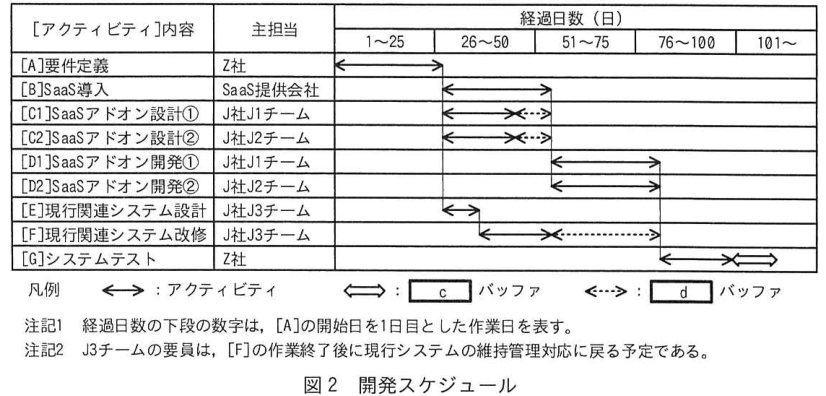 [アクティビティ]内容 主担当 経過日数（日）
1～25 26～50 51～75 76～100 101～
[A]要件定義 Z社
[B]SaaS導入 SaaS提供会社
[C1]SaaSアドオン設計① J社J1チーム
[C2]SaaSアドオン設計② J社J2チーム
[D1]SaaSアドオン開発① J社J1チーム
[D2]SaaSアドオン開発② J社J2チーム
[E]現行関連システム設計 J社J3チーム
[F]現行関連システム改修 J社J3チーム
[G]システムテスト Z社
凡例 ：アクティビティ ： c バッファ ： d バッファ
注記1 経過日数の下段の数字は，[A]の開始日を1日目とした作業日を表す。
注記2 J3チームの要員は，[F]の作業終了後に現行システムの維持管理対応に戻る予定である。
図2 開発スケジュール